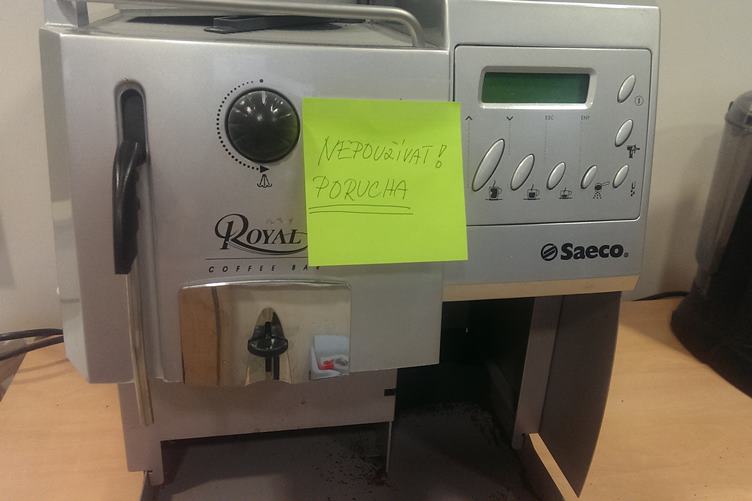 NEPOUŽÍVAT!
PORUCHA
ROYAL
COFFEE BAR
ESC
ENT
Saeco